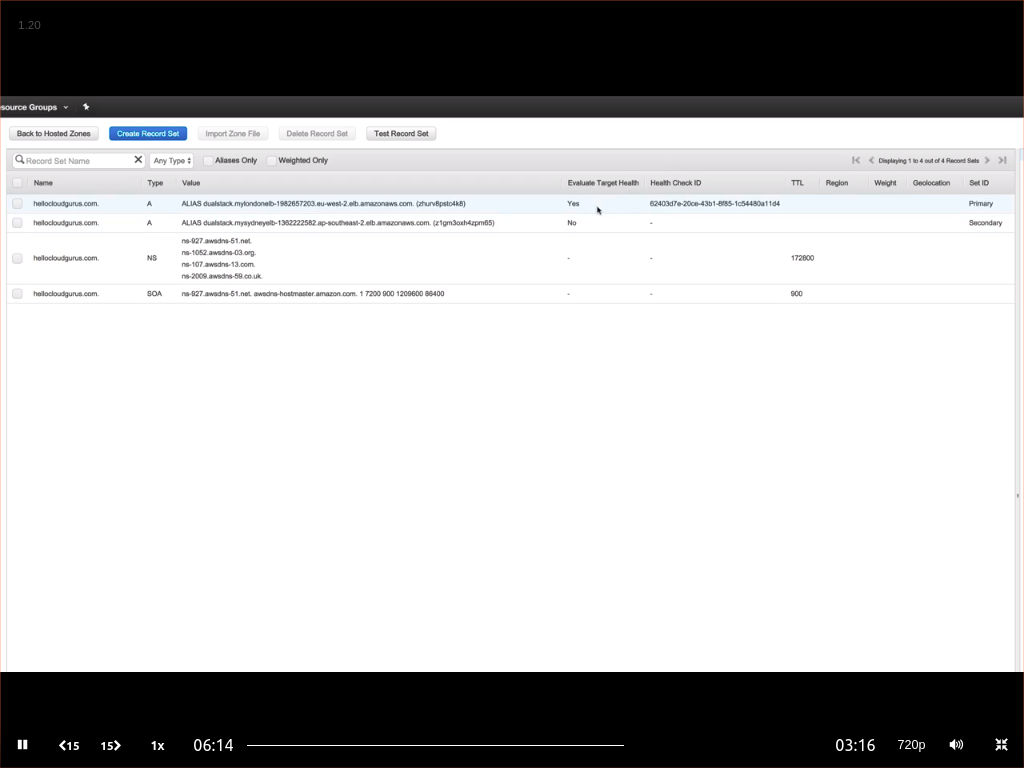 1.20
source Groups
Back to Hosted Zones Create Record Set Import Zone File Delete Record Set Test Record Set
Record Set Name Any Type Aliases Only Weighted Only Displaying 1 to 4 out of 4 Record Sets
Name Type Value Evaluate Target Health Health Check ID TTL Region Weight Geolocation Set ID
hellocloudgurus.com. A ALIAS dualstack.mylondonelb-1982657203.eu-west-2.elb.amazonaws.com. (zhurv8pstc4k8) Yes 62403d7e-20ce-43b1-8f85-1c54480a11d4 Primary
hellocloudgurus.com. A ALIAS dualstack.mysydneyelb-1362222582.ap-southeast-2.elb.amazonaws.com. (z1gm3oxh4zpm65) No - Secondary
ns-927.awsdns-51.net.
ns-1052.awsdns-03.org.
hellocloudgurus.com. NS - - 172800
ns-107.awsdns-13.com.
ns-2009.awsdns-59.co.uk.
hellocloudgurus.com. SOA ns-927.awsdns-51.net. awsdns-hostmaster.amazon.com. 1 7200 900 1209600 86400 - - 900
15 15 1x 06:14 03:16 720p